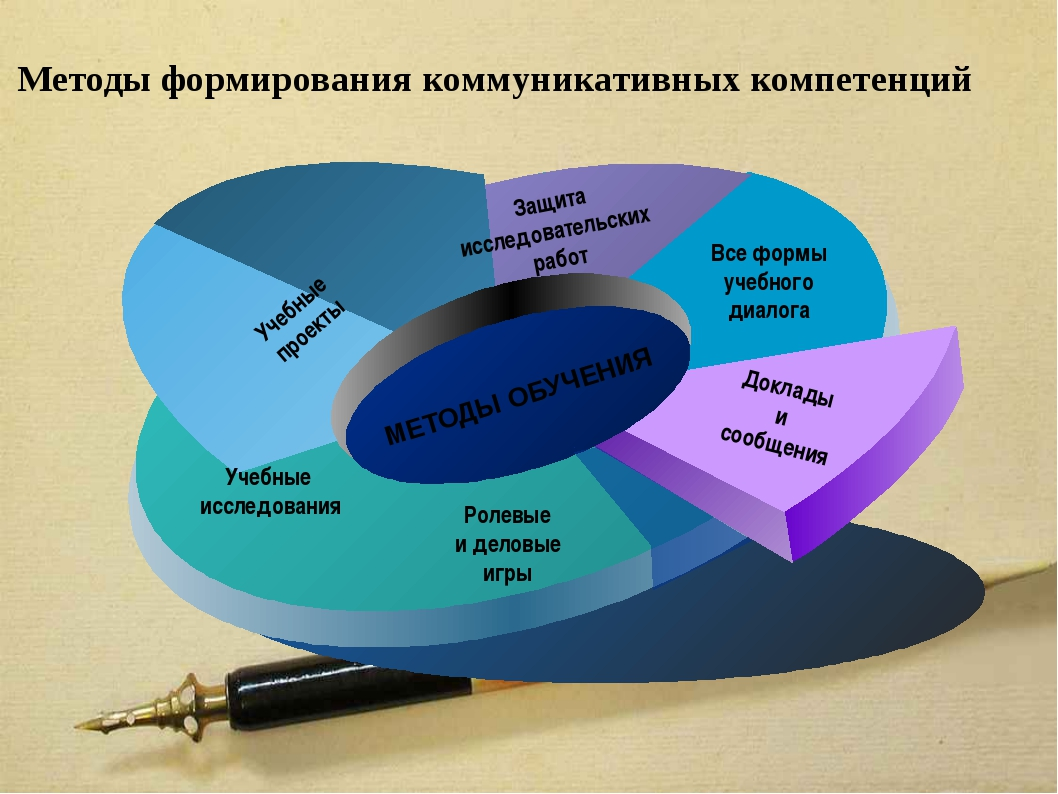 Методы формирования коммуникативных компетенций
Защита
исследовательских
работ
Все формы
учебного
диалога
Учебные
проекты
МЕТОДЫ ОБУЧЕНИЯ
Доклады
и
сообщения
Учебные
исследования
Ролевые
и деловые
игры